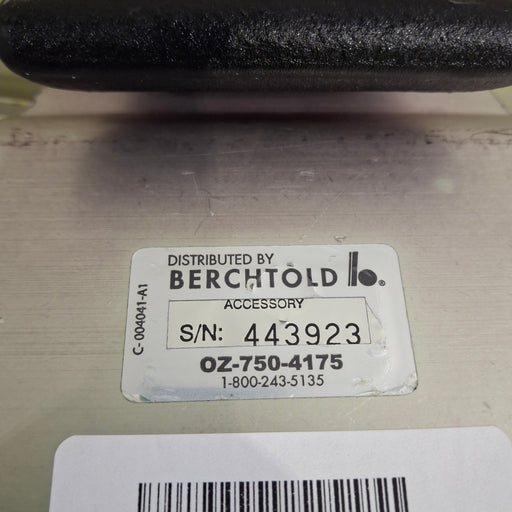 DISTRIBUTED BY
BERCHTOLD b®
ACCESSORY
S/N: 443923
OZ-750-4175
1-800-243-5135
C-004041-A1